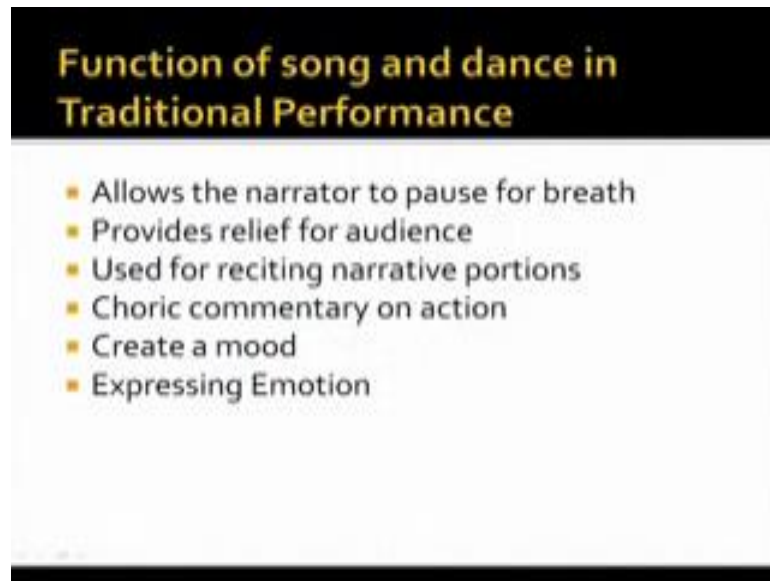 Function of song and dance in
Traditional Performance
Allows the narrator to pause for breath
Provides relief for audience
Used for reciting narrative portions
Choric commentary on action
Create a mood
Expressing Emotion